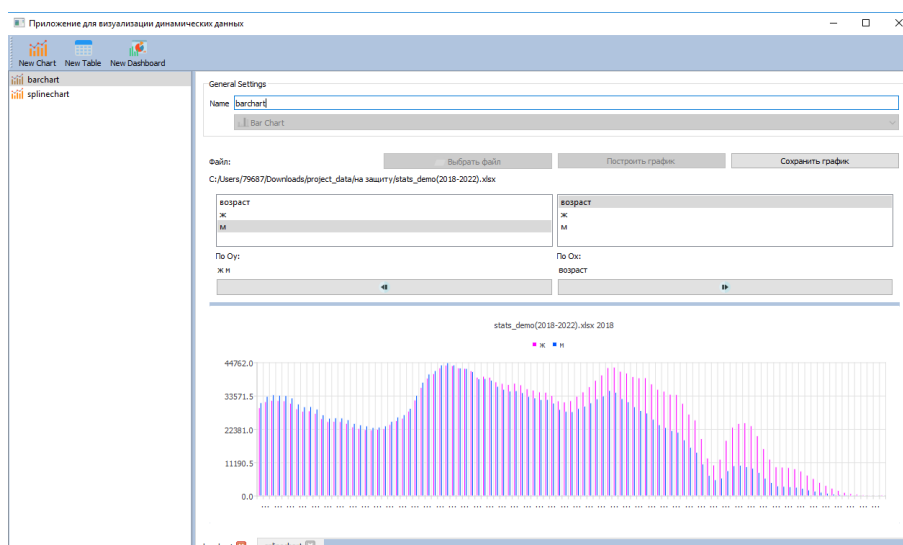 Приложение для визуализации динамических данных
New Chart New Table New Dashboard
barchart
splinechart
General Settings
Name barchart
Bar Chart
Файл: Выбрать файл Построить график Сохранить график
C:/Users/79687/Downloads/project_data/на защиту/stats_demo(2018-2022).xlsx
возраст
ж
м
возраст
ж
м
По Оу: По Ох:
ж м возраст
stats_demo(2018-2022).xlsx 2018
ж м
44762.0
33571.5
22381.0
11190.5
0.0